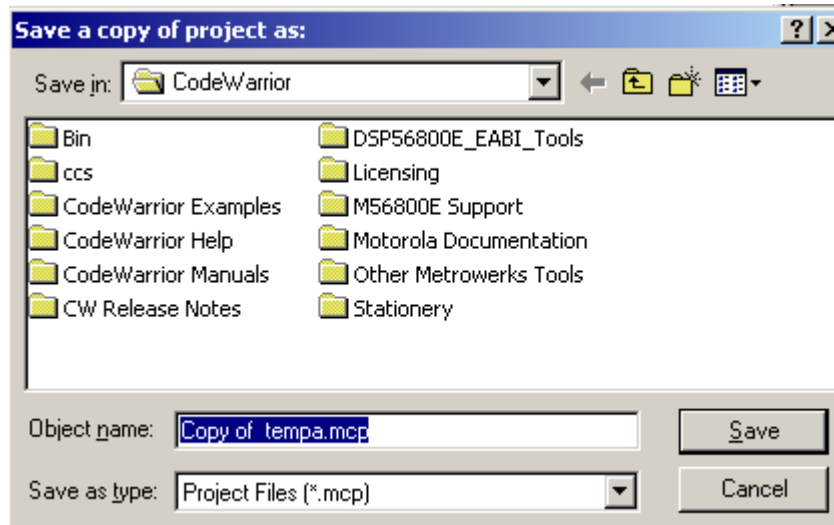 Save a copy of project as:
Save in: CodeWarrior
Bin
ccs
CodeWarrior Examples
CodeWarrior Help
CodeWarrior Manuals
CW Release Notes
DSP56800E_EABI_Tools
Licensing
M56800E Support
Motorola Documentation
Other Metrowerks Tools
Stationery
Object name: Copy of tempa.mcp
Save
Save as type: Project Files (*.mcp)
Cancel